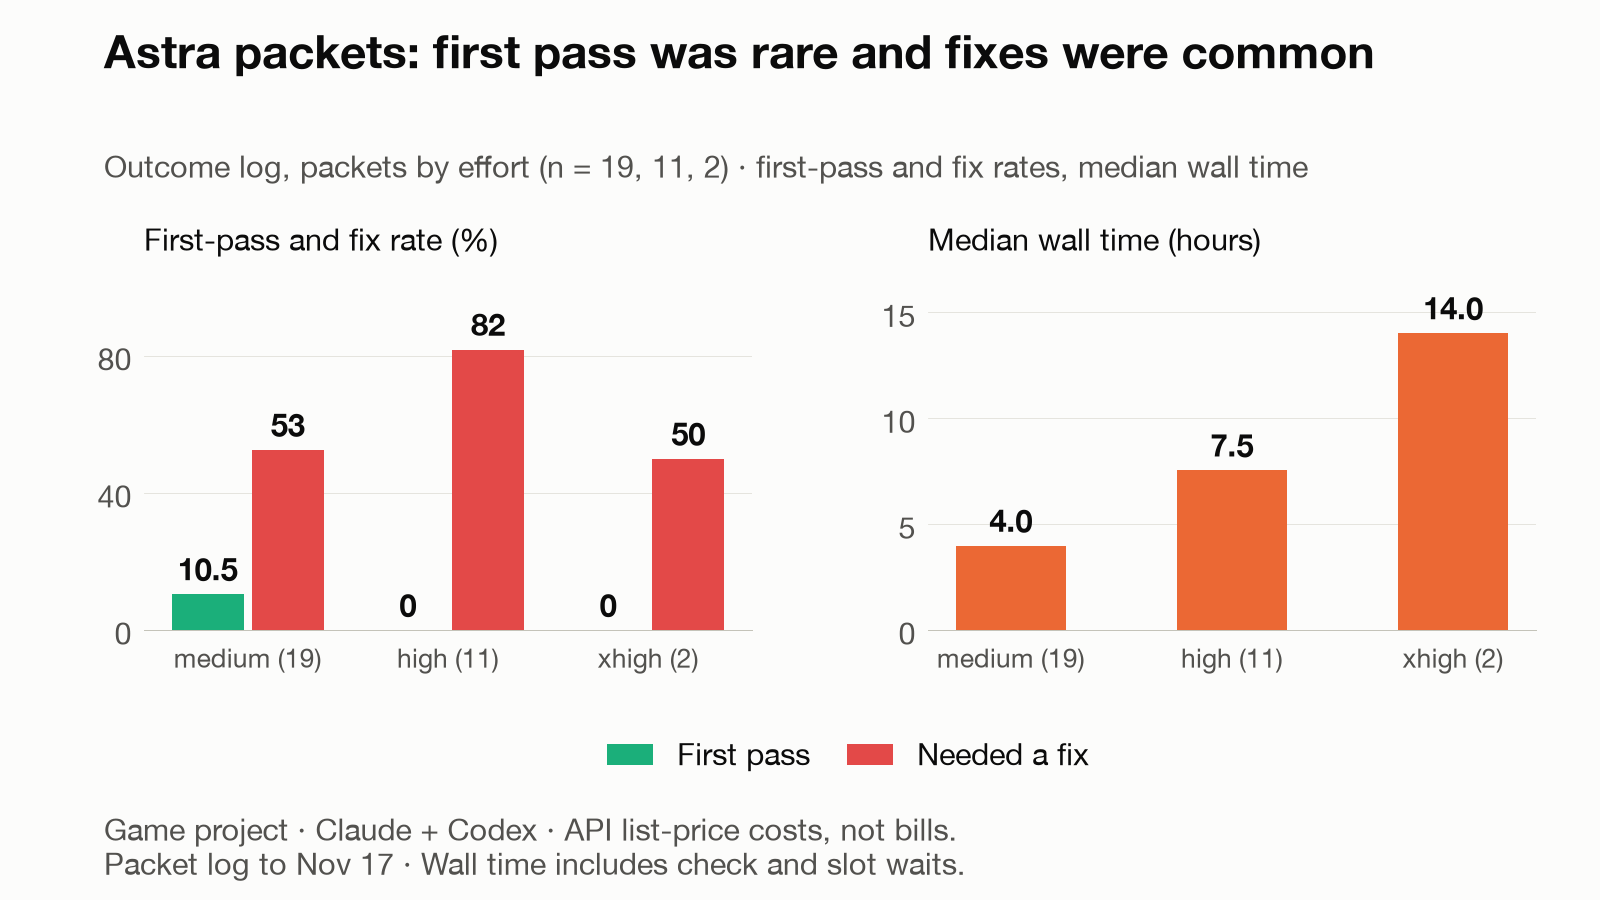 Astra packets: first pass was rare and fixes were common
Outcome log, packets by effort (n = 19, 11, 2) · first-pass and fix rates, median wall time
First-pass and fix rate (%)
80
40
0
10.5
53
0
82
0
50
medium (19)
high (11)
xhigh (2)
Median wall time (hours)
15
10
5
0
4.0
7.5
14.0
medium (19)
high (11)
xhigh (2)
First pass
Needed a fix
Game project · Claude + Codex · API list-price costs, not bills.
Packet log to Nov 17 · Wall time includes check and slot waits.